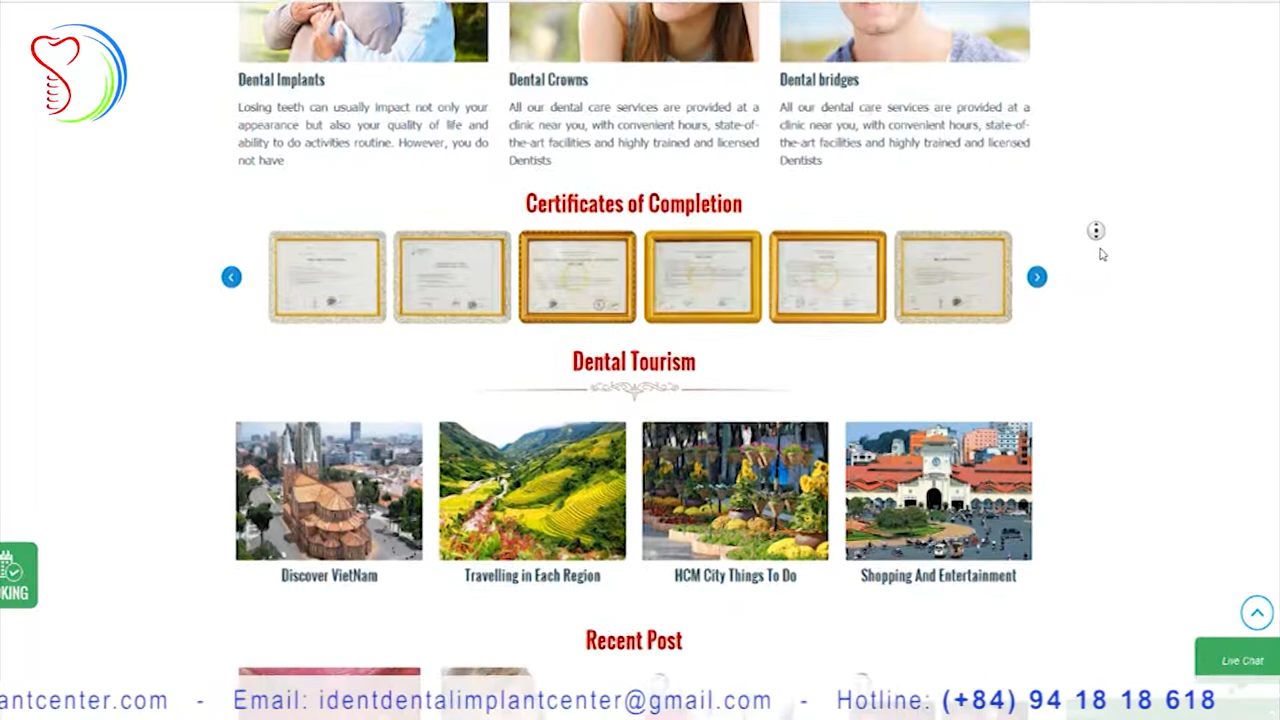 Dental Implants
Losing teeth can usually impact not only your
appearance but also your quality of life and
ability to do activities routine. However, you do
not have
Dental Crowns
All our dental care services are provided at a
clinic near you, with convenient hours, state-of-
the-art facilities and highly trained and licensed
Dentists
Dental bridges
All our dental care services are provided at a
clinic near you, with convenient hours, state-of-
the-art facilities and highly trained and licensed
Dentists
Certificates of Completion
Dental Tourism
Discover VietNam
Travelling in Each Region
HCM City Things To Do
Shopping And Entertainment
KING
Recent Post
Live Chat
antcenter.com - Email: identdentalimplantcenter@gmail.com - Hotline: (+84) 94 18 18 618